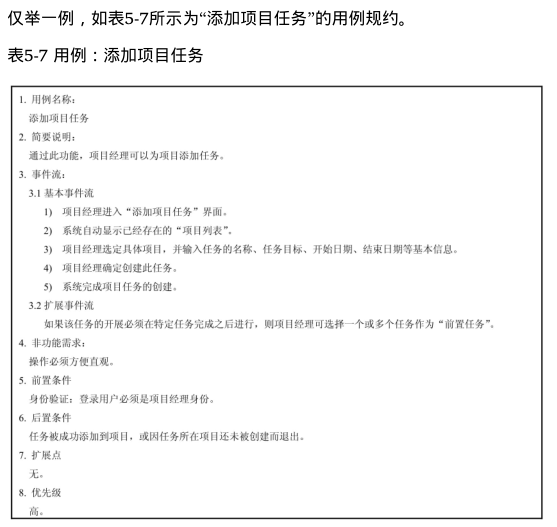 仅举一例，如表5-7所示为“添加项目任务”的用例规约。
表5-7 用例：添加项目任务
1. 用例名称：
添加项目任务
2. 简要说明：
通过此功能，项目经理可以为项目添加任务。
3. 事件流：
3.1 基本事件流
1) 项目经理进入“添加项目任务”界面。
2) 系统自动显示已经存在的“项目列表”。
3) 项目经理选定具体项目，并输入任务的名称、任务目标、开始日期、结束日期等基本信息。
4) 项目经理确定创建此任务。
5) 系统完成项目任务的创建。
3.2 扩展事件流
如果该任务的开展必须在特定任务完成之后进行，则项目经理可选择一个或多个任务作为“前置任务”。
4. 非功能需求：
操作必须方便直观。
5. 前置条件
身份验证：登录用户必须是项目经理身份。
6. 后置条件
任务被成功添加到项目，或因任务所在项目还未被创建而退出。
7. 扩展点
无。
8. 优先级
高。